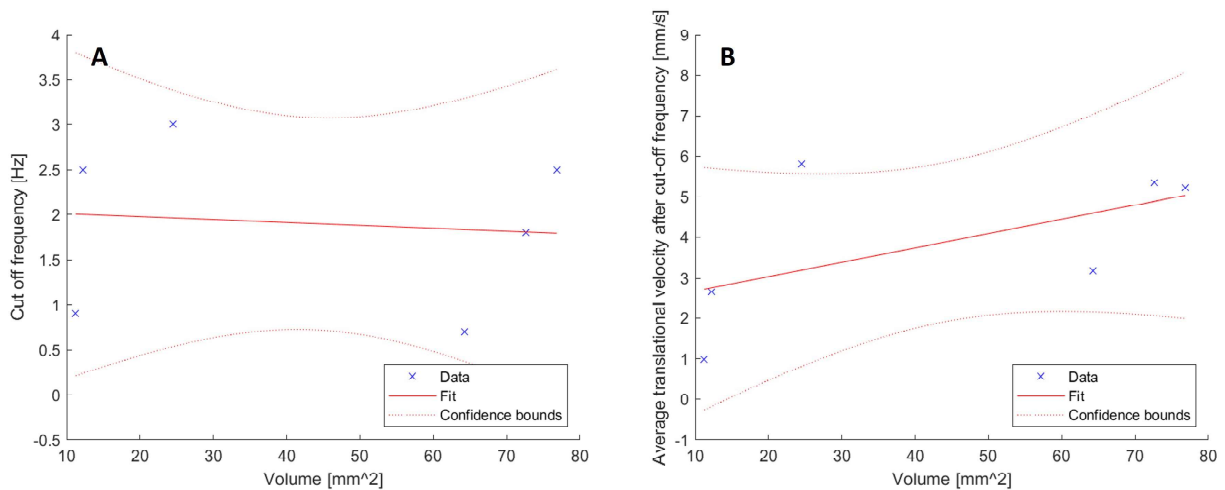 A
Cut off frequency [Hz]
4
3.5
3
2.5
2
1.5
1
0.5
0
-0.5
10 20 30 40 50 60 70 80
Volume [mm^2]
Data
Fit
Confidence bounds
B
Average translational velocity after cut-off frequency [mm/s]
9
8
7
6
5
4
3
2
1
0
-1
10 20 30 40 50 60 70 80
Volume [mm^2]
Data
Fit
Confidence bounds